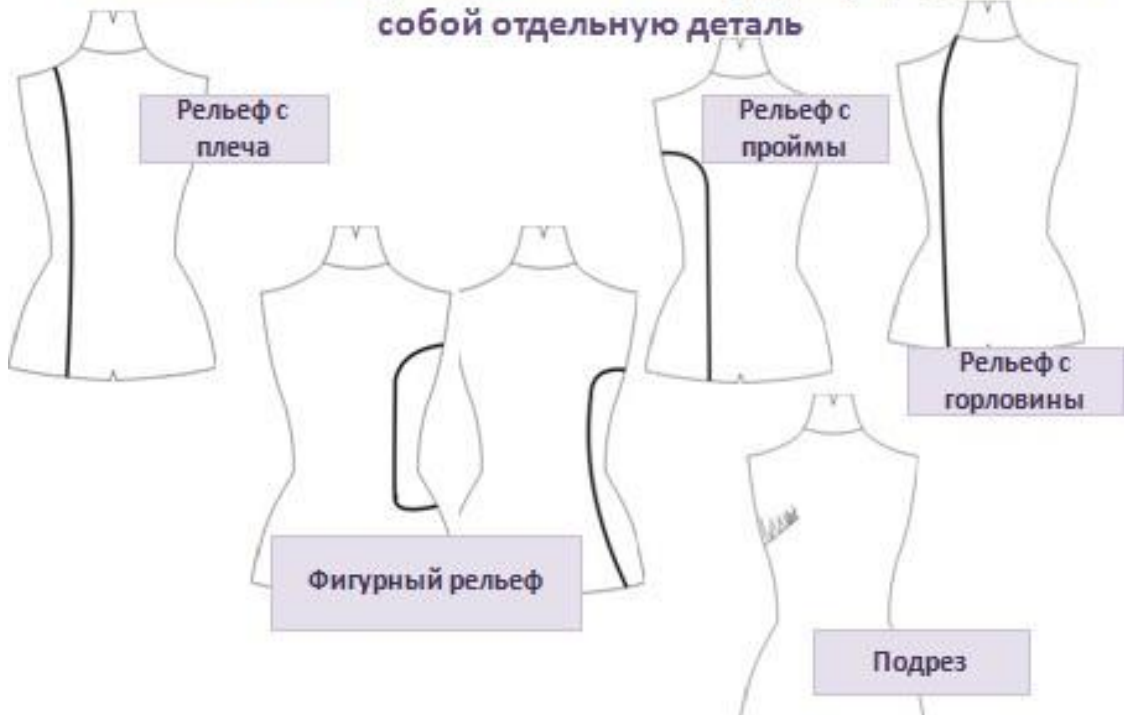 собой отдельную деталь
Рельеф с
плеча
Рельеф с
проймы
Рельеф с
горловины
Фигурный рельеф
Подрез